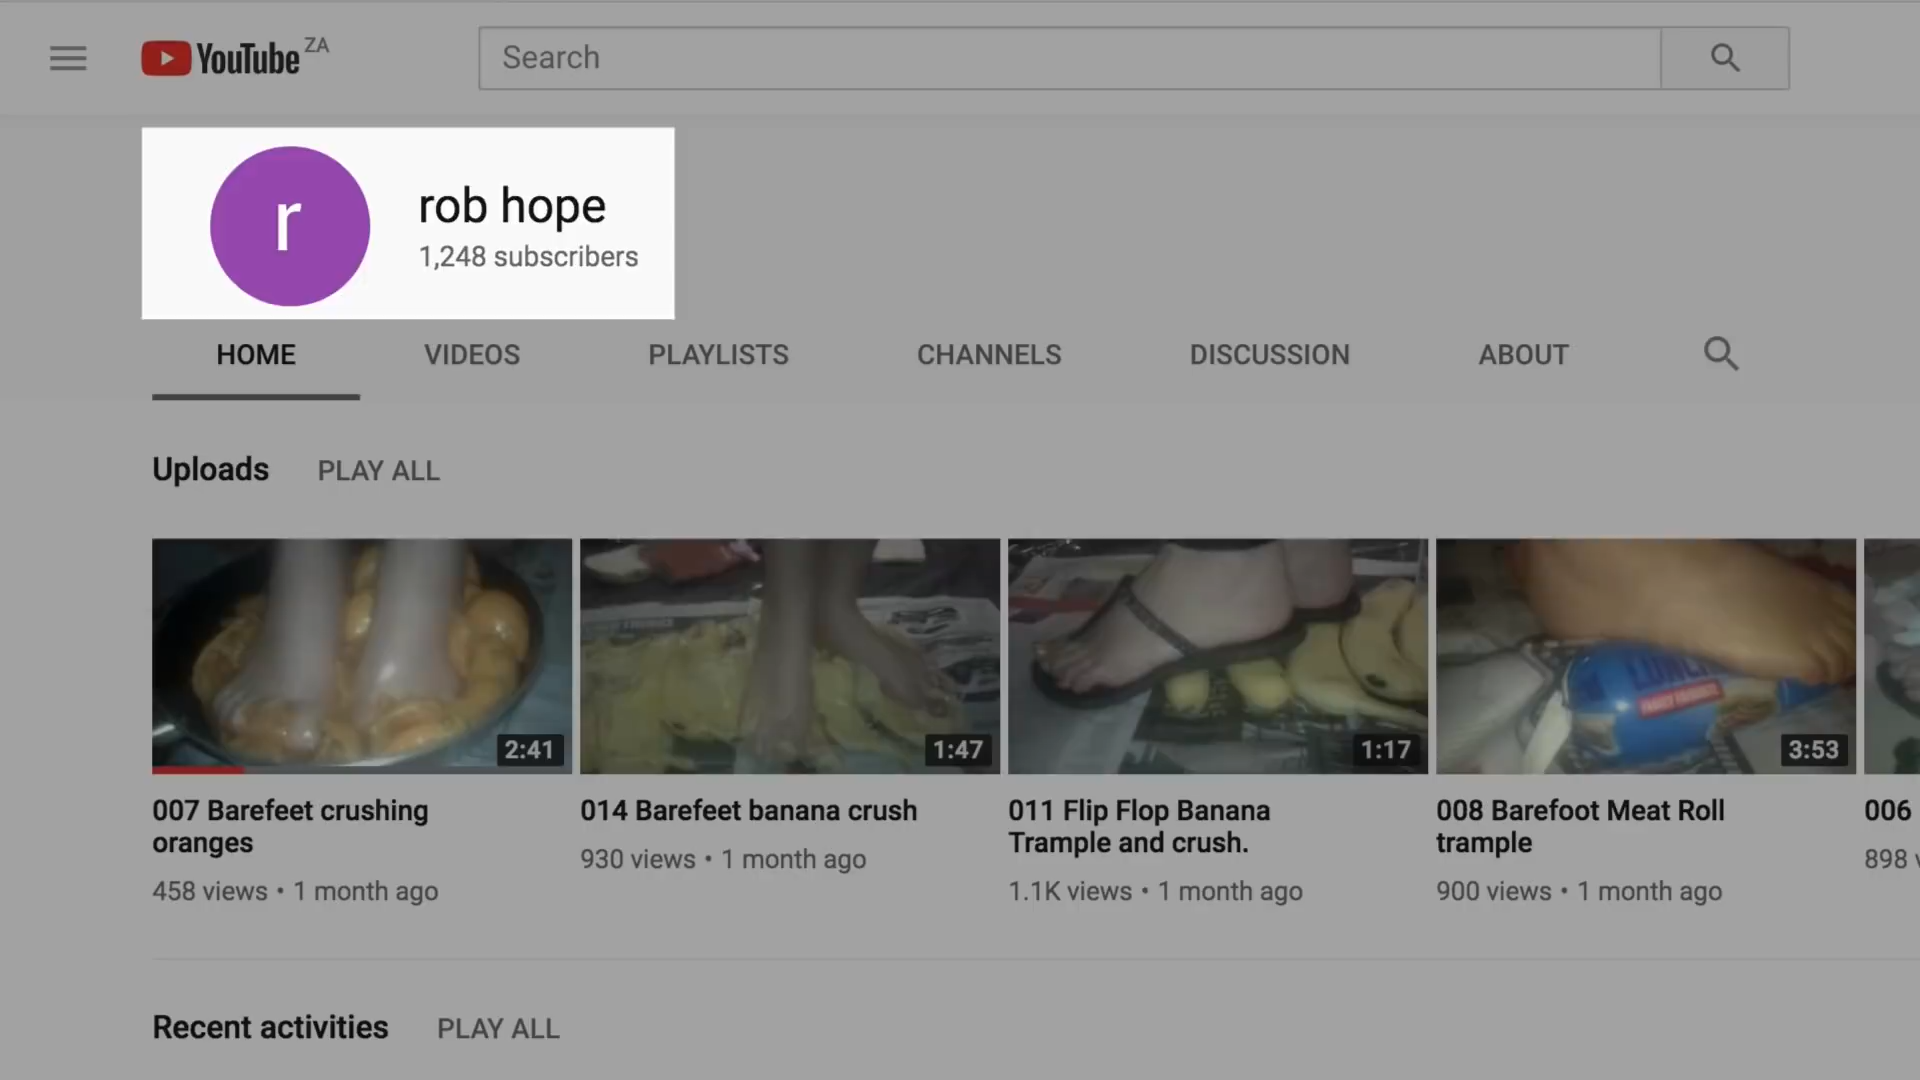 YouTube ZA
Search
r
rob hope
1,248 subscribers
HOME VIDEOS PLAYLISTS CHANNELS DISCUSSION ABOUT
Uploads PLAY ALL
2:41 1:47 1:17 3:53
007 Barefeet crushing
oranges
458 views • 1 month ago
014 Barefeet banana crush
930 views • 1 month ago
011 Flip Flop Banana
Trample and crush.
1.1K views • 1 month ago
008 Barefoot Meat Roll
trample
900 views • 1 month ago
006
898
Recent activities PLAY ALL